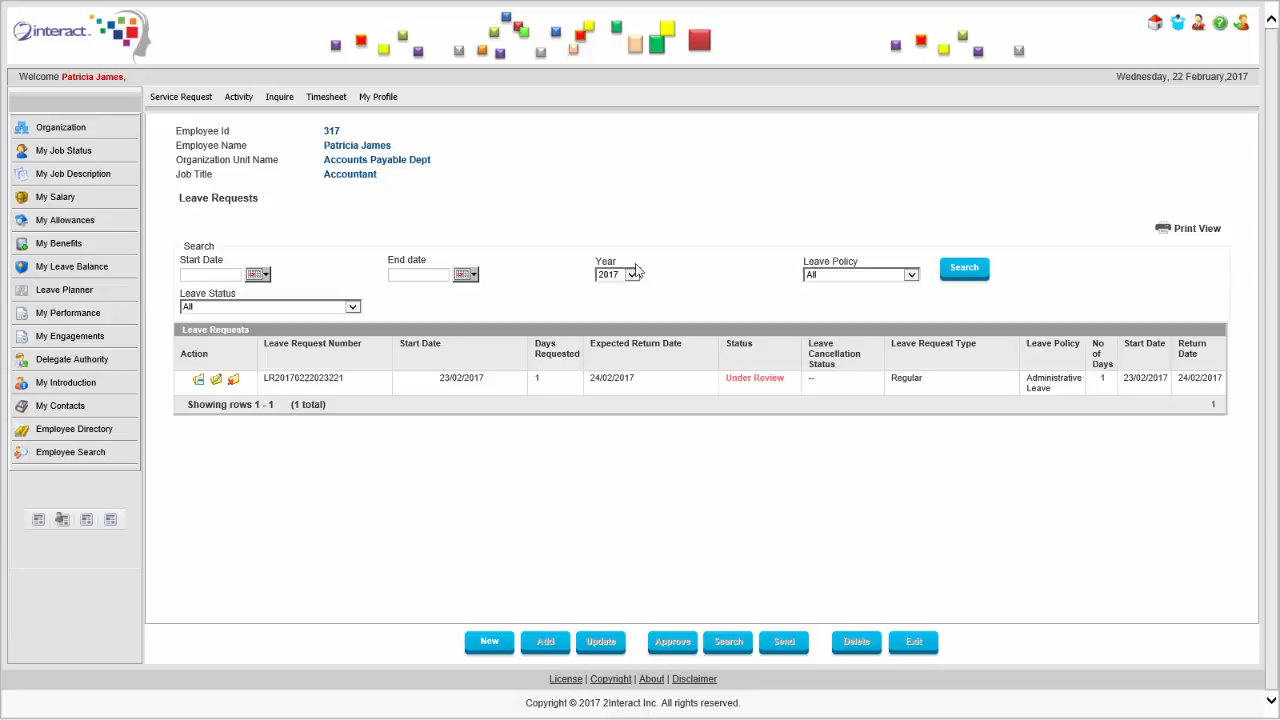 2interact™
Welcome Patricia James,
Wednesday, 22 February,2017
Service Request Activity Inquire Timesheet My Profile
Organization
My Job Status
My Job Description
My Salary
My Allowances
My Benefits
My Leave Balance
Leave Planner
My Performance
My Engagements
Delegate Authority
My Introduction
My Contacts
Employee Directory
Employee Search
Employee Id 317
Employee Name Patricia James
Organization Unit Name Accounts Payable Dept
Job Title Accountant
Leave Requests
Print View
Search
Start Date End date Year Leave Policy
2017 All Search
Leave Status
All
Leave Requests
Action Leave Request Number Start Date Days Requested Expected Return Date Status Leave Cancellation Status Leave Request Type Leave Policy No of Days Start Date Return Date
LR20170222023221 23/02/2017 1 24/02/2017 Under Review -- Regular Administrative Leave 1 23/02/2017 24/02/2017
Showing rows 1 - 1 (1 total) 1
New Add Update Approve Search Send Delete Exit
License | Copyright | About | Disclaimer
Copyright © 2017 2Interact Inc. All rights reserved.